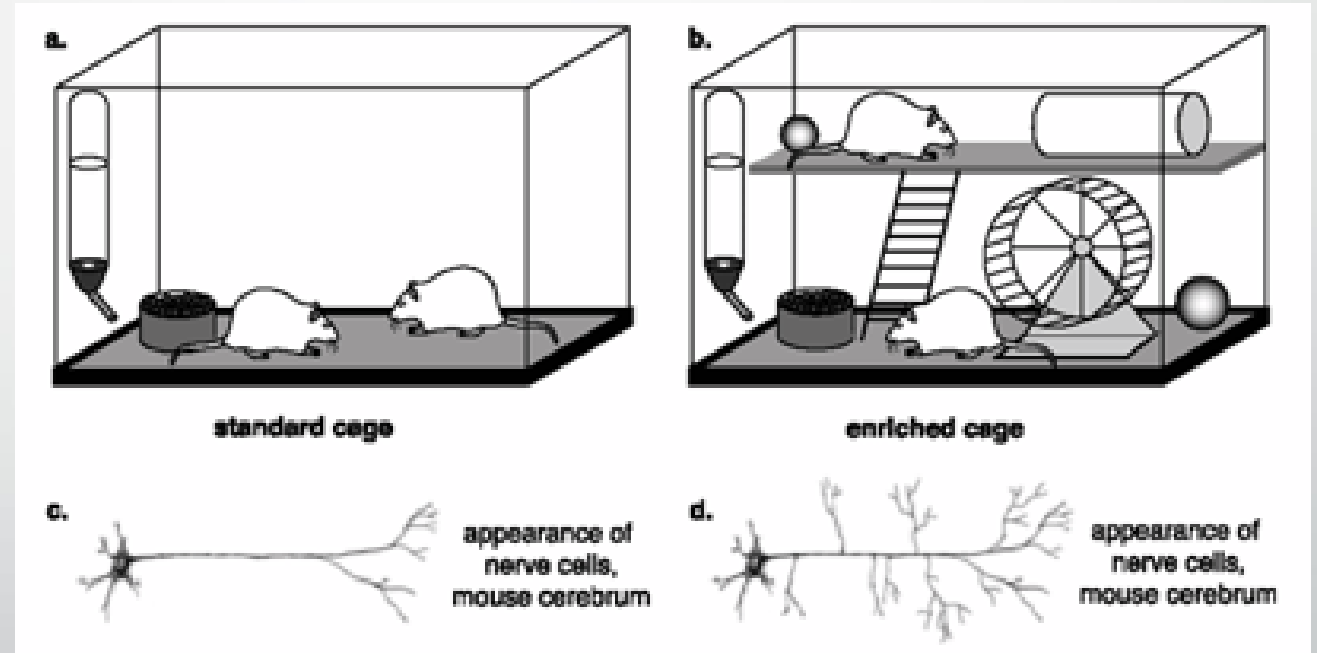 a.
b.
standard cage
enriched cage
c.
appearance of
nerve cells,
mouse cerebrum
d.
appearance of
nerve cells,
mouse cerebrum